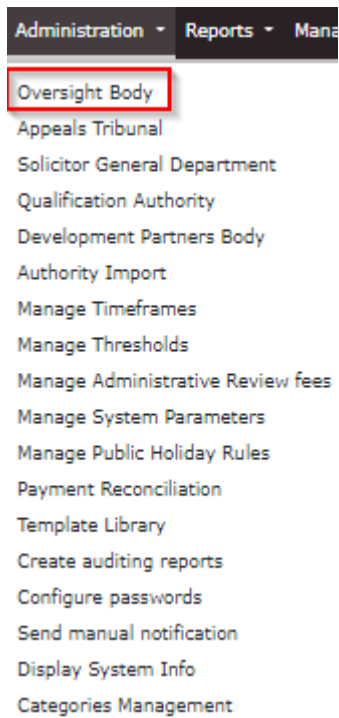 Administration Reports Mana
Oversight Body
Appeals Tribunal
Solicitor General Department
Qualification Authority
Development Partners Body
Authority Import
Manage Timeframes
Manage Thresholds
Manage Administrative Review fees
Manage System Parameters
Manage Public Holiday Rules
Payment Reconciliation
Template Library
Create auditing reports
Configure passwords
Send manual notification
Display System Info
Categories Management